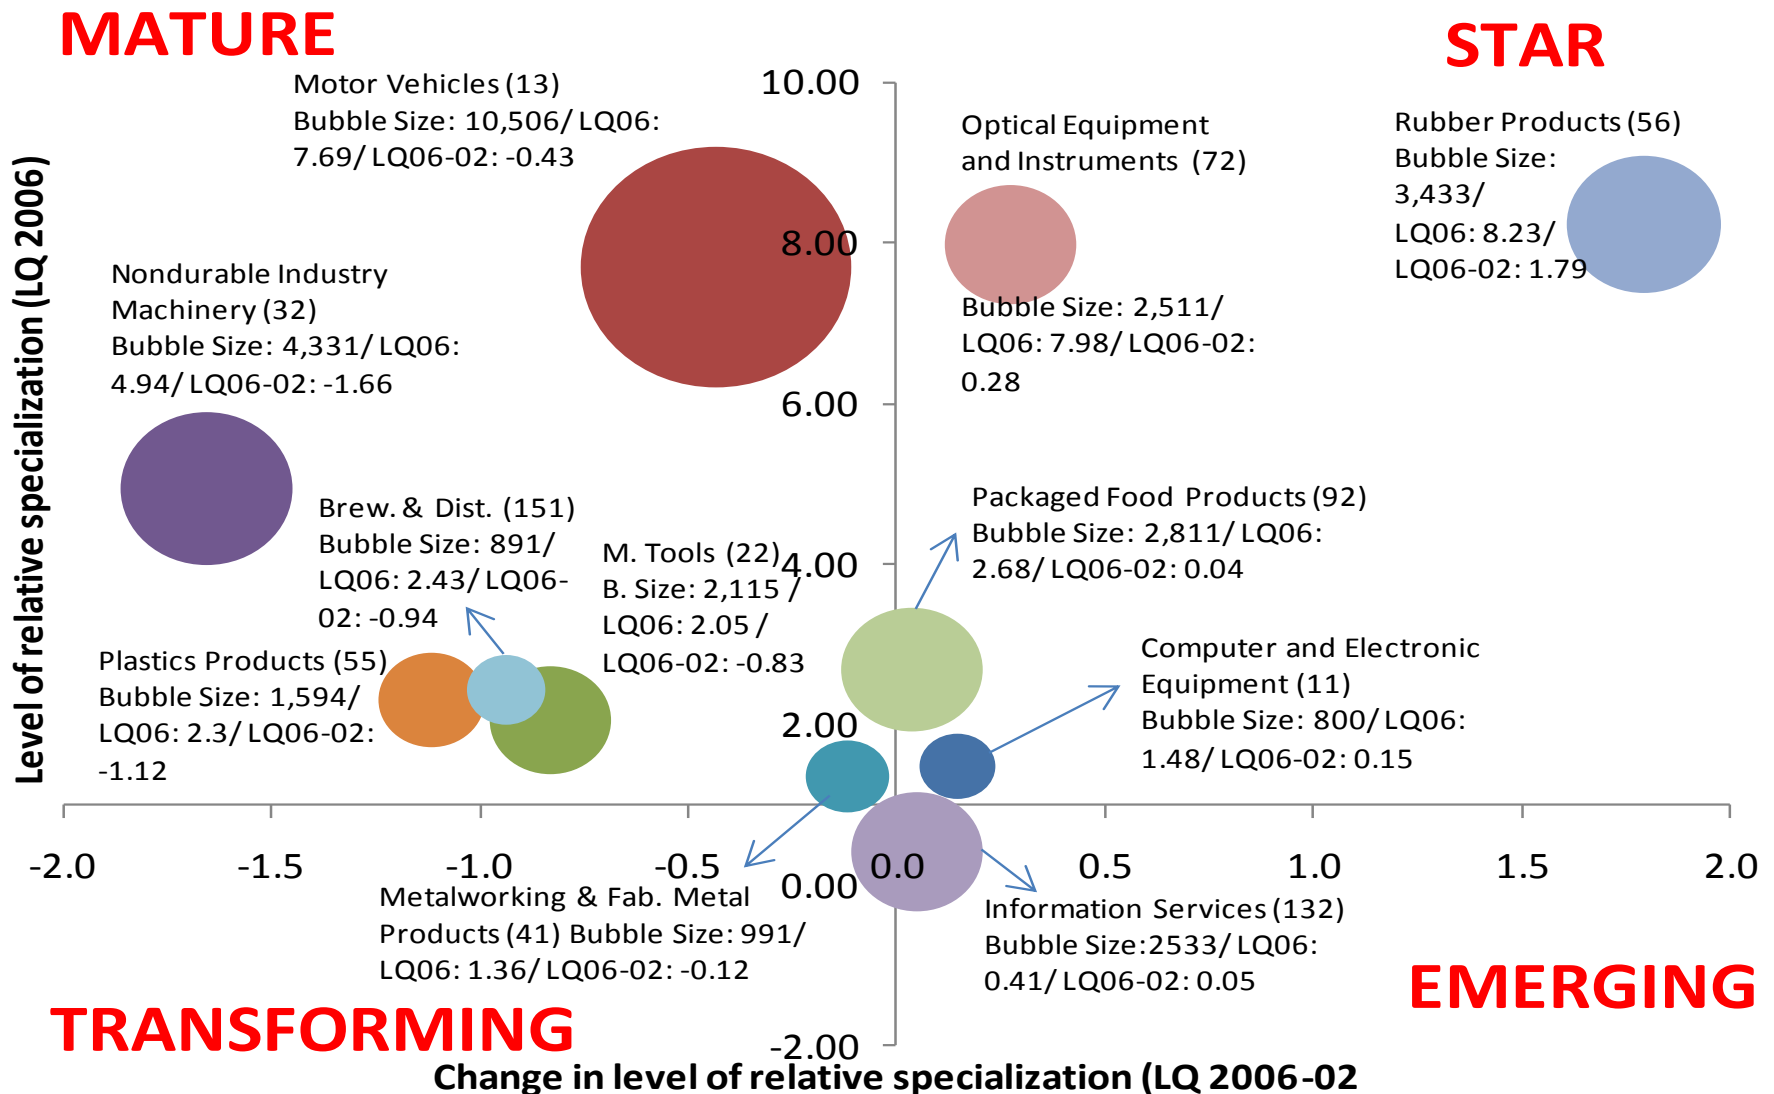 MATURE
STAR
Motor Vehicles (13)
Bubble Size: 10,506/ LQ06:
7.69/ LQ06-02: -0.43
10.00
Optical Equipment
and Instruments (72)
Bubble Size: 2,511/
LQ06: 7.98/ LQ06-02:
0.28
Rubber Products (56)
Bubble Size:
3,433/
LQ06: 8.23/
LQ06-02: 1.79
8.00
Level of relative specialization (LQ 2006)
Nondurable Industry
Machinery (32)
Bubble Size: 4,331/ LQ06:
4.94/ LQ06-02: -1.66
6.00
Brew. & Dist. (151)
Bubble Size: 891/
LQ06: 2.43/ LQ06-
02: -0.94
M. Tools (22)
B. Size: 2,115 /
LQ06: 2.05 /
LQ06-02: -0.83
4.00
Packaged Food Products (92)
Bubble Size: 2,811/ LQ06:
2.68/ LQ06-02: 0.04
Plastics Products (55)
Bubble Size: 1,594/
LQ06: 2.3/ LQ06-02:
-1.12
2.00
Computer and Electronic
Equipment (11)
Bubble Size: 800/ LQ06:
1.48/ LQ06-02: 0.15
-2.0 -1.5 -1.0 -0.5 0.0 0.5 1.0 1.5 2.0
0.00
Metalworking & Fab. Metal
Products (41) Bubble Size: 991/
LQ06: 1.36/ LQ06-02: -0.12
Information Services (132)
Bubble Size:2533/ LQ06:
0.41/ LQ06-02: 0.05
TRANSFORMING
EMERGING
-2.00
Change in level of relative specialization (LQ 2006-02